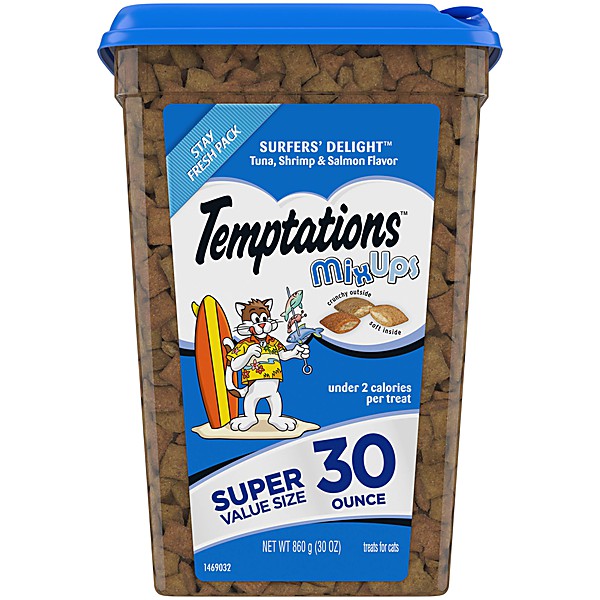 STAY
FRESH PACK
SURFERS' DELIGHT™
Tuna, Shrimp & Salmon Flavor
Temptations™
MixUps
crunchy outside
soft inside
under 2 calories
per treat
SUPER
VALUE SIZE
30
OUNCE
NET WT 860 g (30 OZ)
treats for cats
1469032